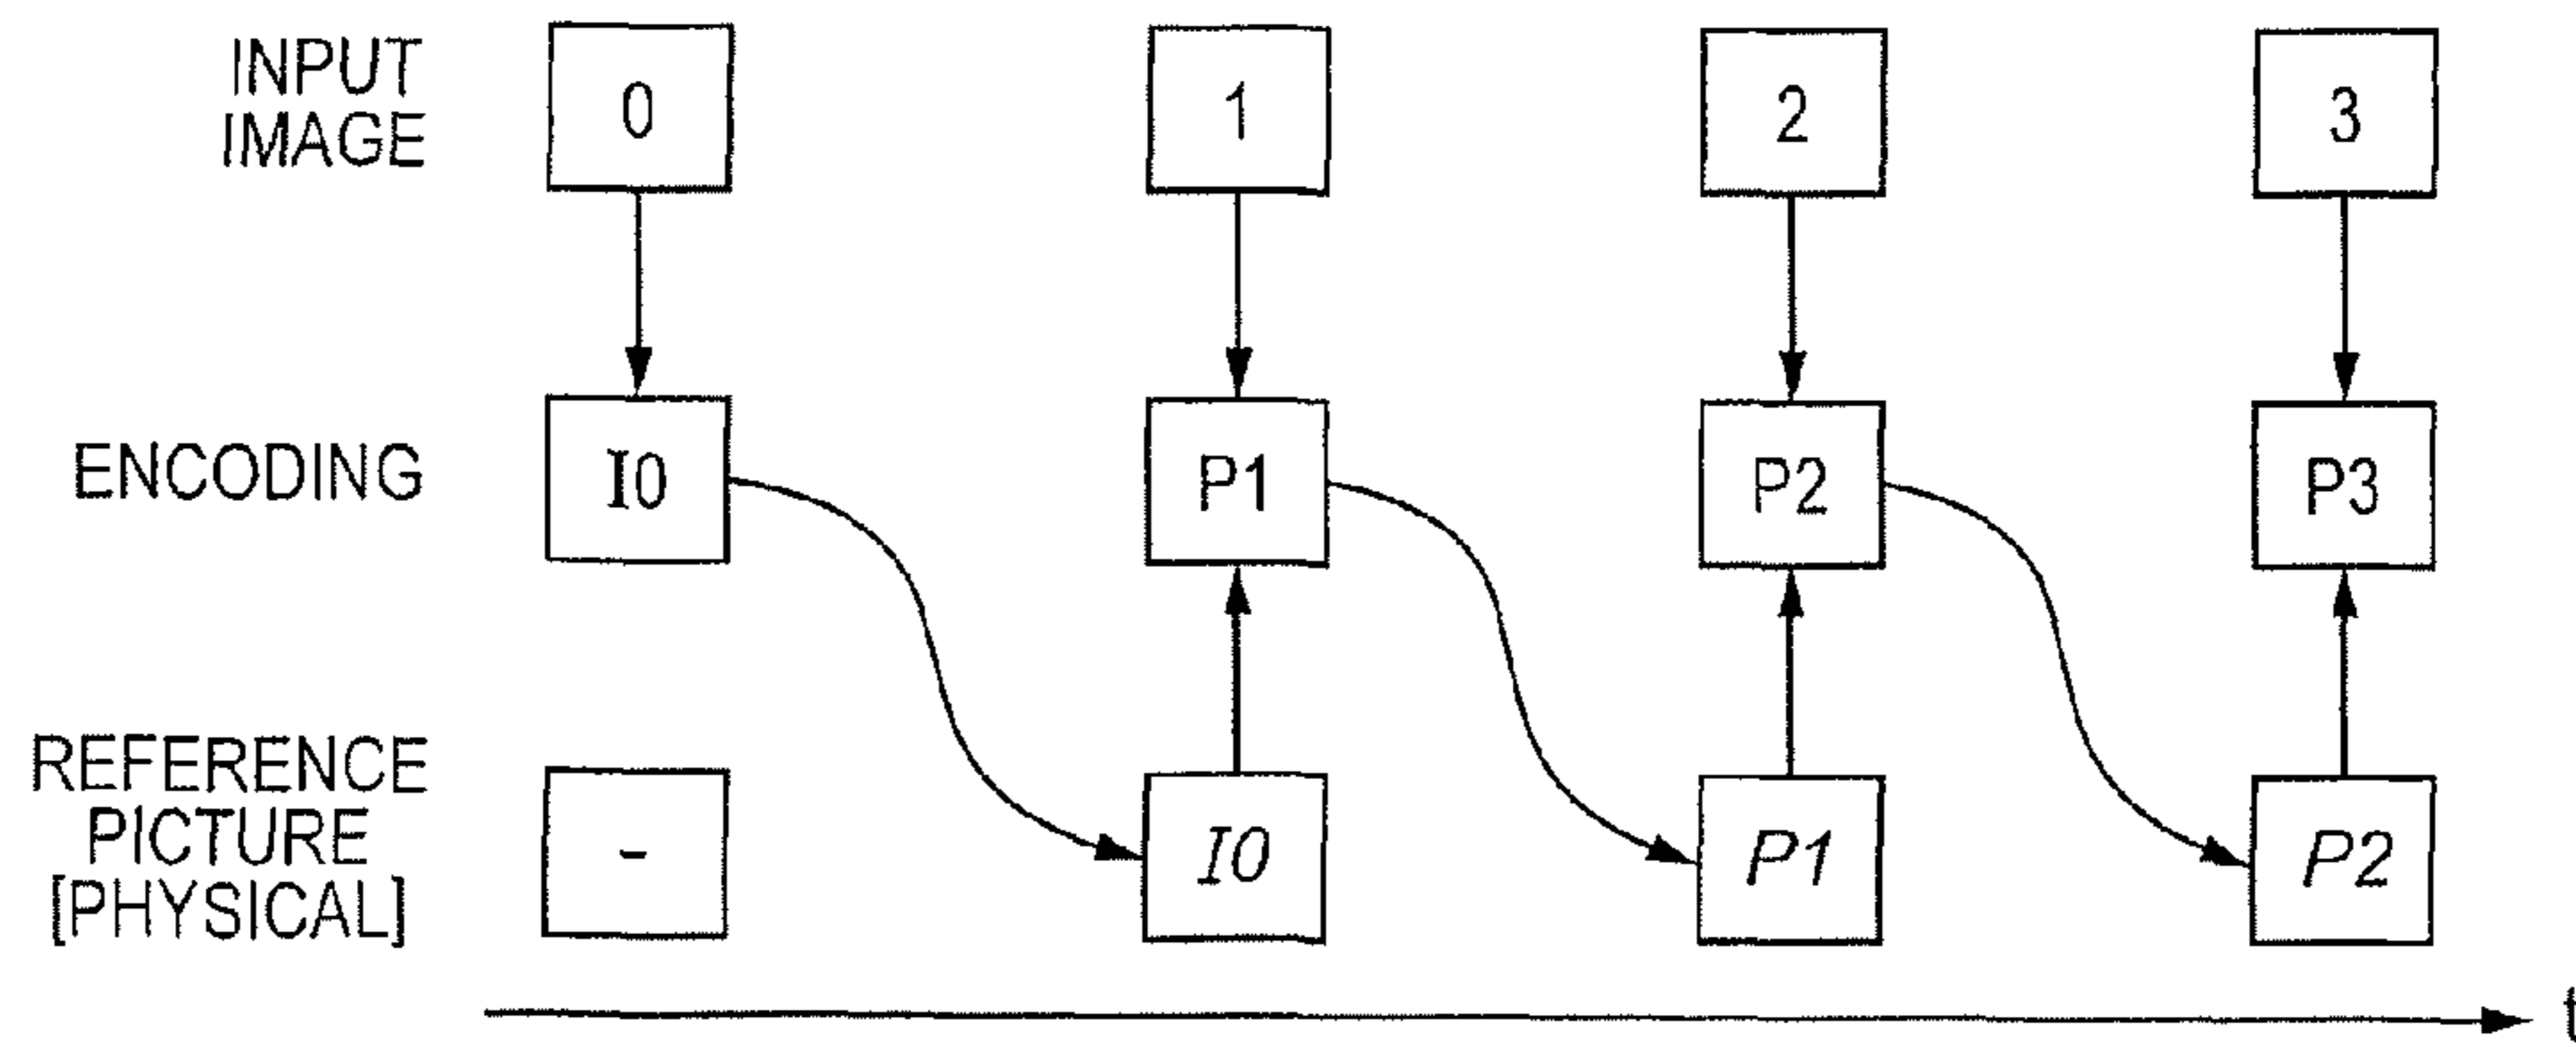 INPUT
IMAGE
0
1
2
3
ENCODING
I0
P1
P2
P3
REFERENCE
PICTURE
[PHYSICAL]
-
I0
P1
P2
t